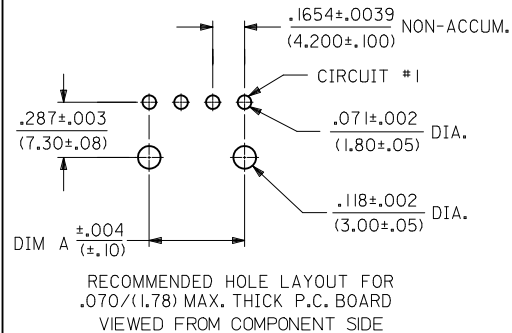 .1654±.0039 NON-ACCUM.
(4.200±.100)
CIRCUIT #1
.287±.003
(7.30±.08)
.071±.002 DIA.
(1.80±.05)
.118±.002 DIA.
(3.00±.05)
DIM A ±.004
(±.10)
RECOMMENDED HOLE LAYOUT FOR
.070/(1.78) MAX. THICK P.C. BOARD
VIEWED FROM COMPONENT SIDE